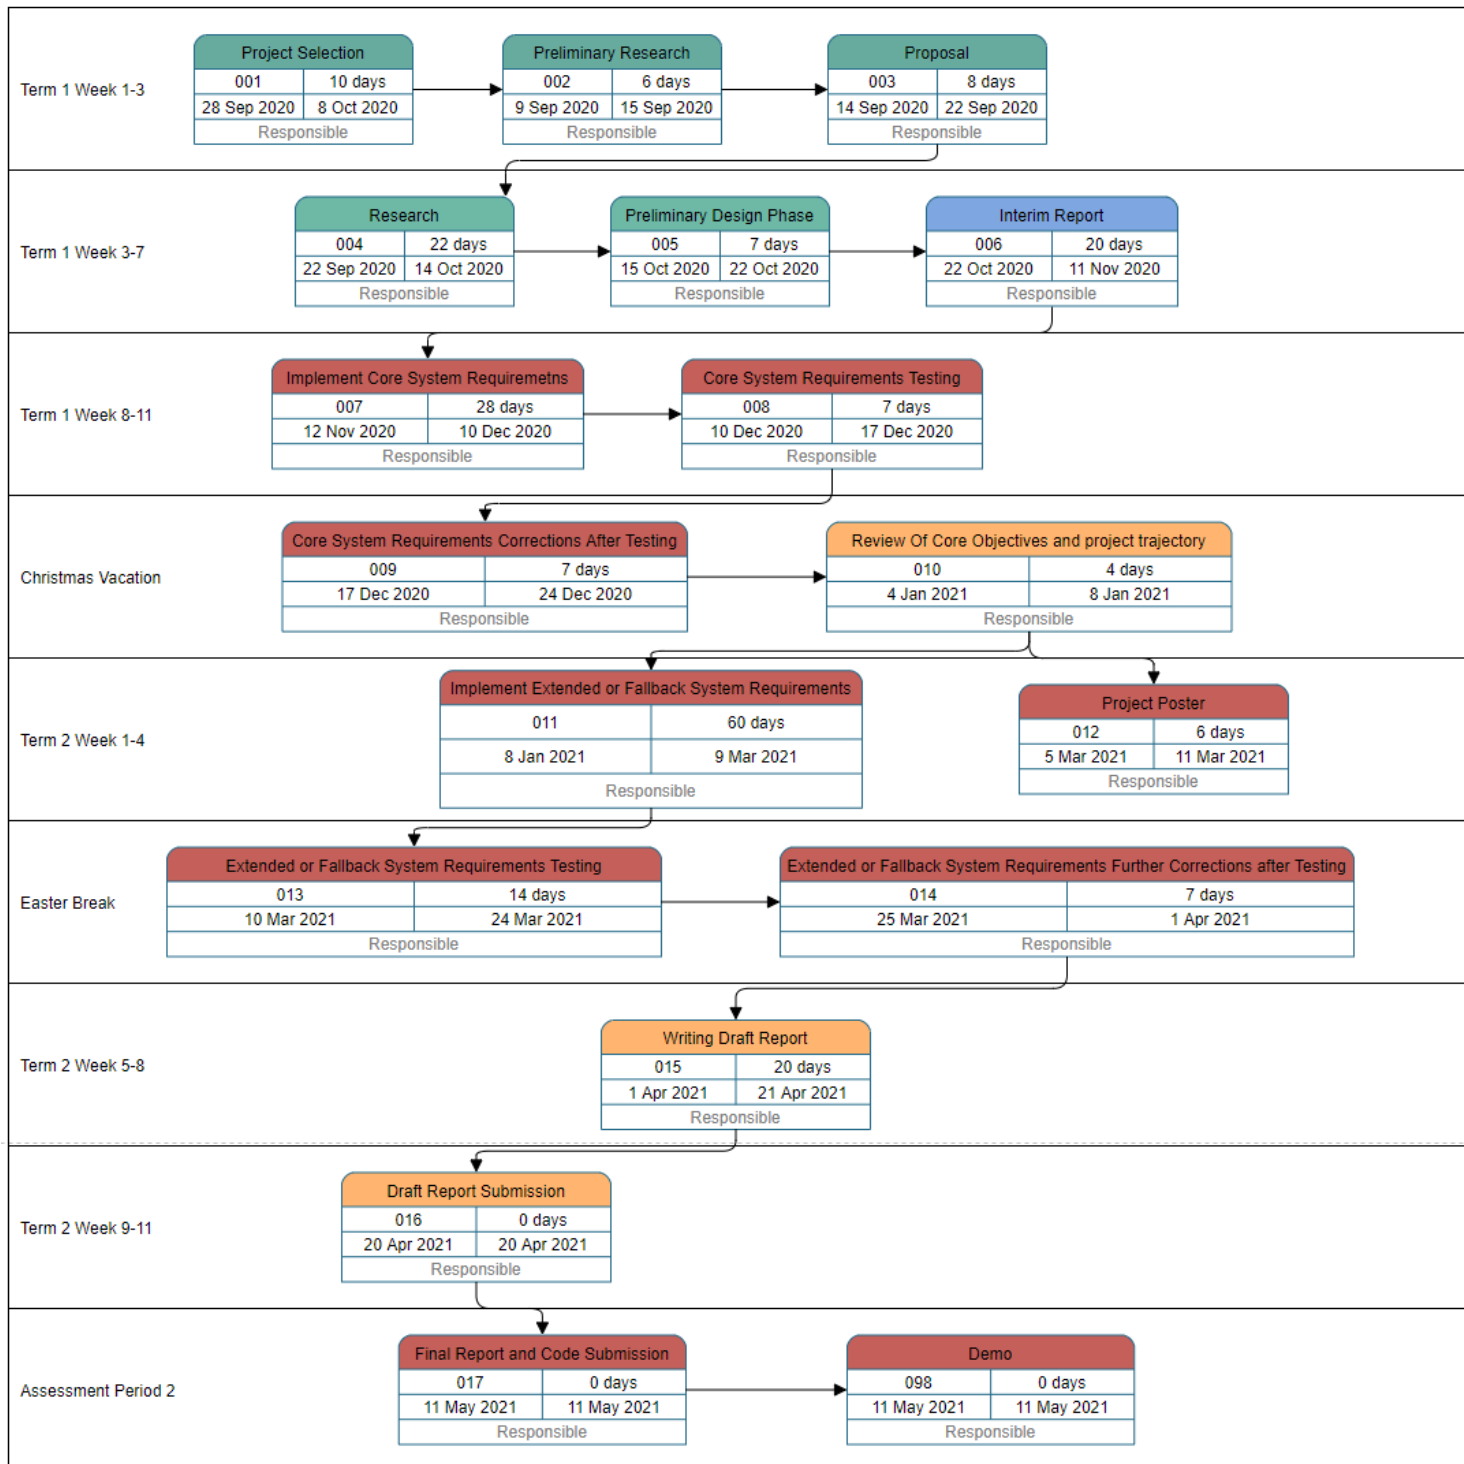 Term 1 Week 1-3
Project Selection
001 10 days
28 Sep 2020 8 Oct 2020
Responsible
Preliminary Research
002 6 days
9 Sep 2020 15 Sep 2020
Responsible
Proposal
003 8 days
14 Sep 2020 22 Sep 2020
Responsible
Term 1 Week 3-7
Research
004 22 days
22 Sep 2020 14 Oct 2020
Responsible
Preliminary Design Phase
005 7 days
15 Oct 2020 22 Oct 2020
Responsible
Interim Report
006 20 days
22 Oct 2020 11 Nov 2020
Responsible
Term 1 Week 8-11
Implement Core System Requiremetns
007 28 days
12 Nov 2020 10 Dec 2020
Responsible
Core System Requirements Testing
008 7 days
10 Dec 2020 17 Dec 2020
Responsible
Christmas Vacation
Core System Requirements Corrections After Testing
009 7 days
17 Dec 2020 24 Dec 2020
Responsible
Review Of Core Objectives and project trajectory
010 4 days
4 Jan 2021 8 Jan 2021
Responsible
Term 2 Week 1-4
Implement Extended or Fallback System Requirements
011 60 days
8 Jan 2021 9 Mar 2021
Responsible
Project Poster
012 6 days
5 Mar 2021 11 Mar 2021
Responsible
Easter Break
Extended or Fallback System Requirements Testing
013 14 days
10 Mar 2021 24 Mar 2021
Responsible
Extended or Fallback System Requirements Further Corrections after Testing
014 7 days
25 Mar 2021 1 Apr 2021
Responsible
Term 2 Week 5-8
Writing Draft Report
015 20 days
1 Apr 2021 21 Apr 2021
Responsible
Term 2 Week 9-11
Draft Report Submission
016 0 days
20 Apr 2021 20 Apr 2021
Responsible
Assessment Period 2
Final Report and Code Submission
017 0 days
11 May 2021 11 May 2021
Responsible
Demo
098 0 days
11 May 2021 11 May 2021
Responsible